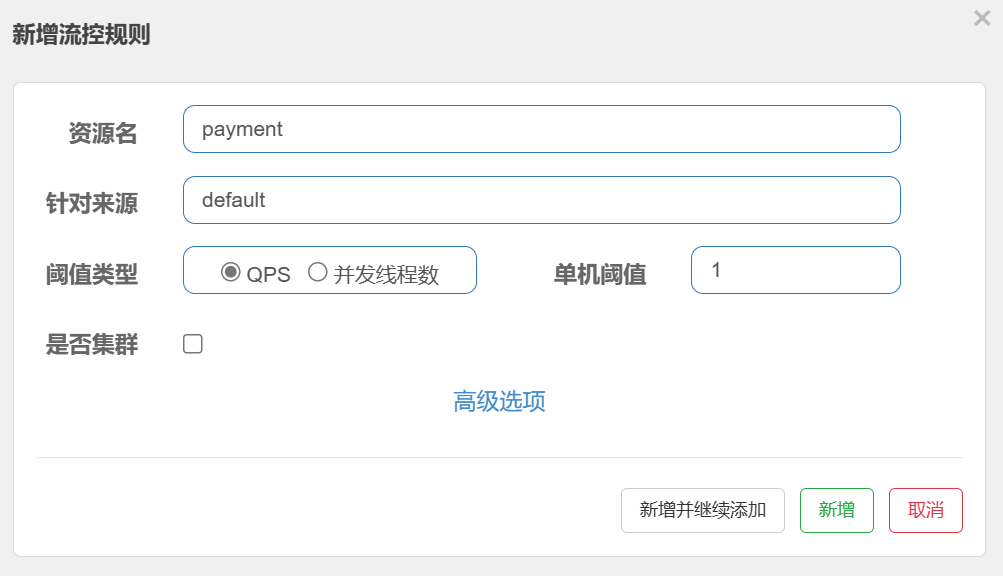 新增流控规则
×
资源名 payment
针对来源 default
阈值类型 QPS 并发线程数 单机阈值 1
是否集群
高级选项
新增并继续添加 新增 取消